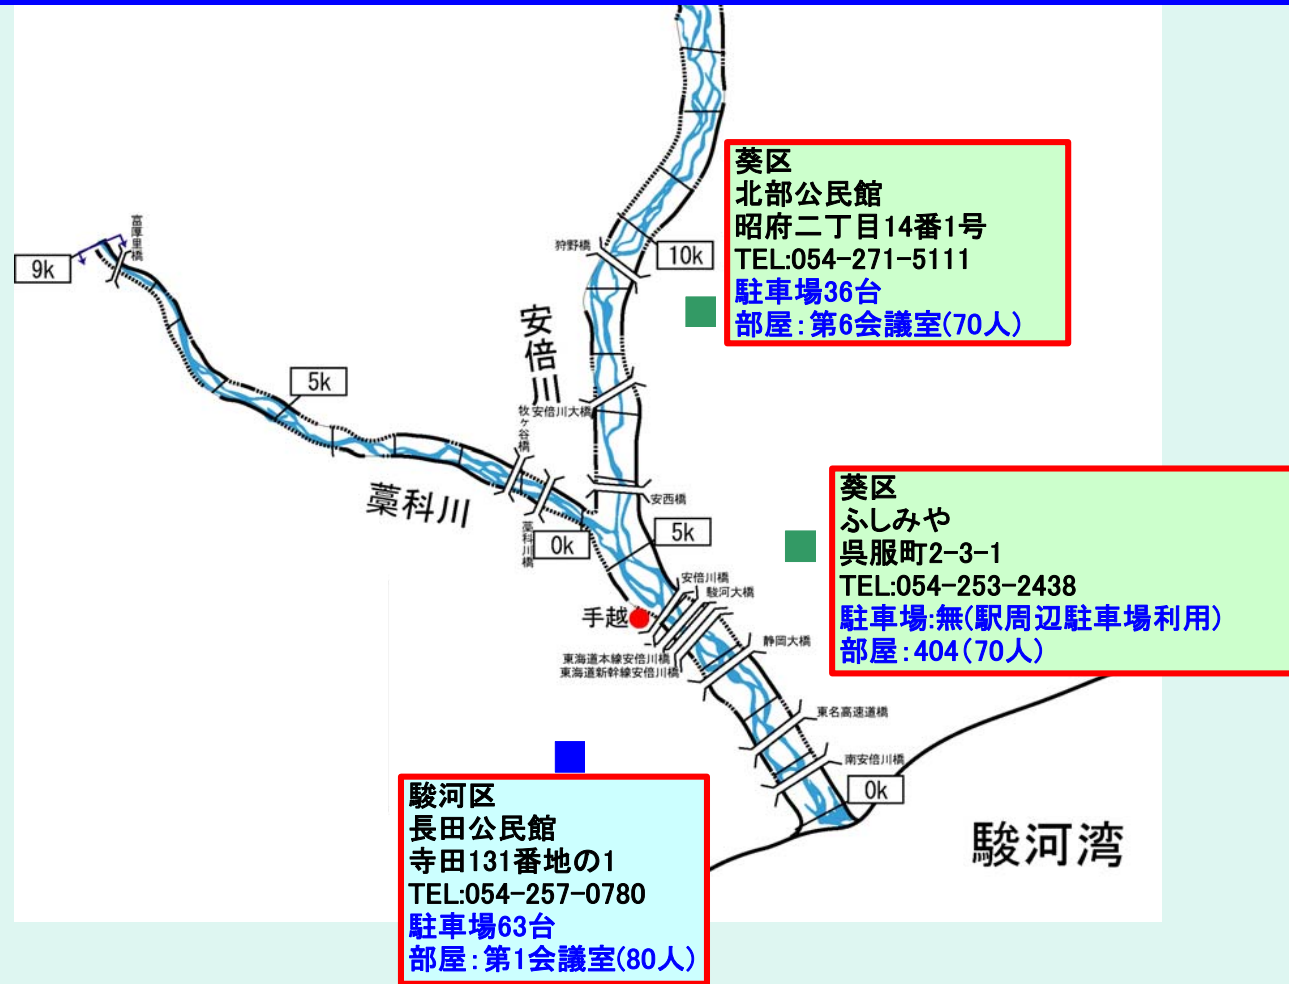 葵区
北部公民館
昭府二丁目14番1号
TEL:054-271-5111
駐車場36台
部屋:第6会議室(70人)
富厚里橋
9k
狩野橋
10k
安倍川
5k
安倍川大橋
牧ヶ谷橋
藁科川
安西橋
藁科川橋
0k
5k
葵区
ふしみや
呉服町2-3-1
TEL:054-253-2438
駐車場:無(駅周辺駐車場利用)
部屋:404(70人)
安倍川橋
駿河大橋
手越
静岡大橋
東海道本線安倍川橋
東海道新幹線安倍川橋
東名高速道橋
南安倍川橋
0k
駿河湾
駿河区
長田公民館
寺田131番地の1
TEL:054-257-0780
駐車場63台
部屋:第1会議室(80人)